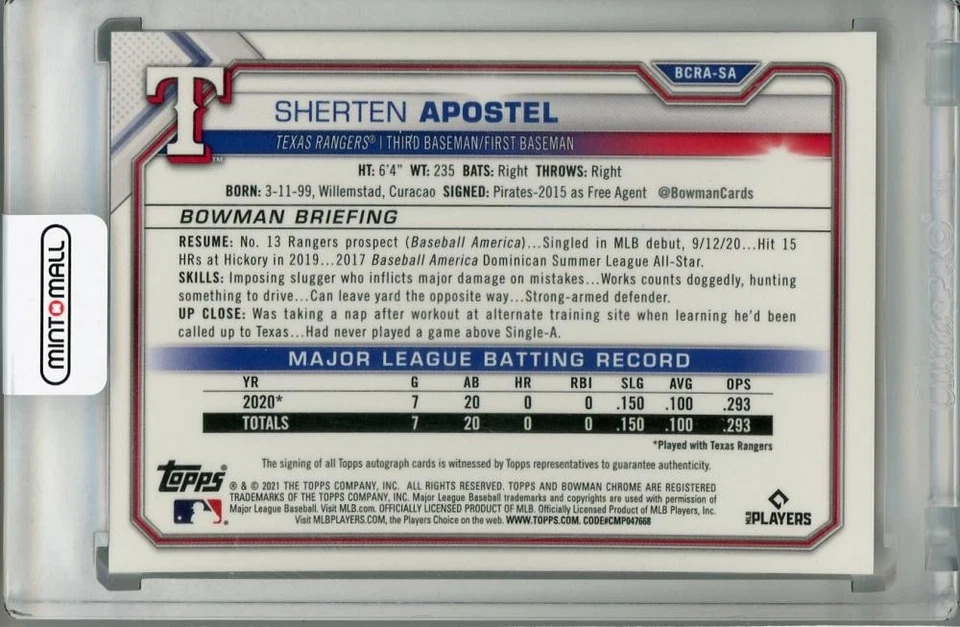 BCRA-SA
T
TM
SHERTEN APOSTEL
TEXAS RANGERS® | THIRD BASEMAN/FIRST BASEMAN
HT: 6'4" WT: 235 BATS: Right THROWS: Right
BORN: 3-11-99, Willemstad, Curacao SIGNED: Pirates-2015 as Free Agent @BowmanCards
BOWMAN BRIEFING
RESUME: No. 13 Rangers prospect (Baseball America)...Singled in MLB debut, 9/12/20...Hit 15
HRs at Hickory in 2019...2017 Baseball America Dominican Summer League All-Star.
SKILLS: Imposing slugger who inflicts major damage on mistakes...Works counts doggedly, hunting
something to drive...Can leave yard the opposite way...Strong-armed defender.
UP CLOSE: Was taking a nap after workout at alternate training site when learning he'd been
called up to Texas...Had never played a game above Single-A.
MINTOMALL
MAJOR LEAGUE BATTING RECORD
YR G AB HR RBI SLG AVG OPS
2020* 7 20 0 0 .150 .100 .293
TOTALS 7 20 0 0 .150 .100 .293
*Played with Texas Rangers
The signing of all Topps autograph cards is witnessed by Topps representatives to guarantee authenticity.
topps
® & © 2021 THE TOPPS COMPANY, INC. ALL RIGHTS RESERVED. TOPPS AND BOWMAN CHROME ARE REGISTERED
TRADEMARKS OF THE TOPPS COMPANY, INC. Major League Baseball trademarks and copyrights are used with permission of
Major League Baseball. Visit MLB.com. OFFICIALLY LICENSED PRODUCT OF MLB. Officially Licensed Product of MLB Players, Inc.
Visit MLBPLAYERS.COM, the Players Choice on the web. WWW.TOPPS.COM. CODE#CMP047668
MLB PLAYERS